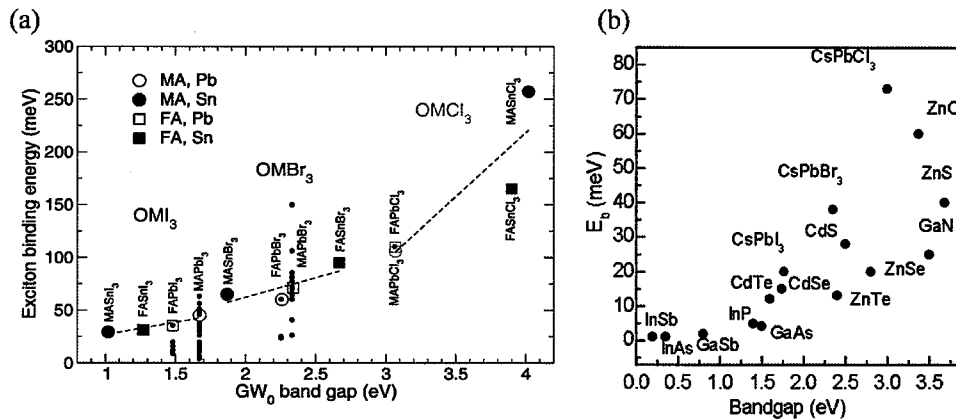 (a)
300
250
200
150
100
50
0
Exciton binding energy (meV)
MA, Pb
MA, Sn
FA, Pb
FA, Sn
OMI₃
OMBr₃
OMCl₃
MASnI₃
FASnI₃
FAPbI₃
MAPbI₃
MASnBr₃
FAPbBr₃
MAPbBr₃
FASnBr₃
MAPbCl₃
FAPbCl₃
FASnCl₃
MASnCl₃
1 1.5 2 2.5 3 3.5 4
GW₀ band gap (eV)
(b)
80
70
60
50
40
30
20
10
0
E_b (meV)
CsPbCl₃
ZnO
CsPbBr₃
ZnS
CdS
GaN
CsPbI₃
CdTe
CdSe
ZnSe
ZnTe
InP
GaAs
InSb
InAs
GaSb
0.0 0.5 1.0 1.5 2.0 2.5 3.0 3.5
Bandgap (eV)